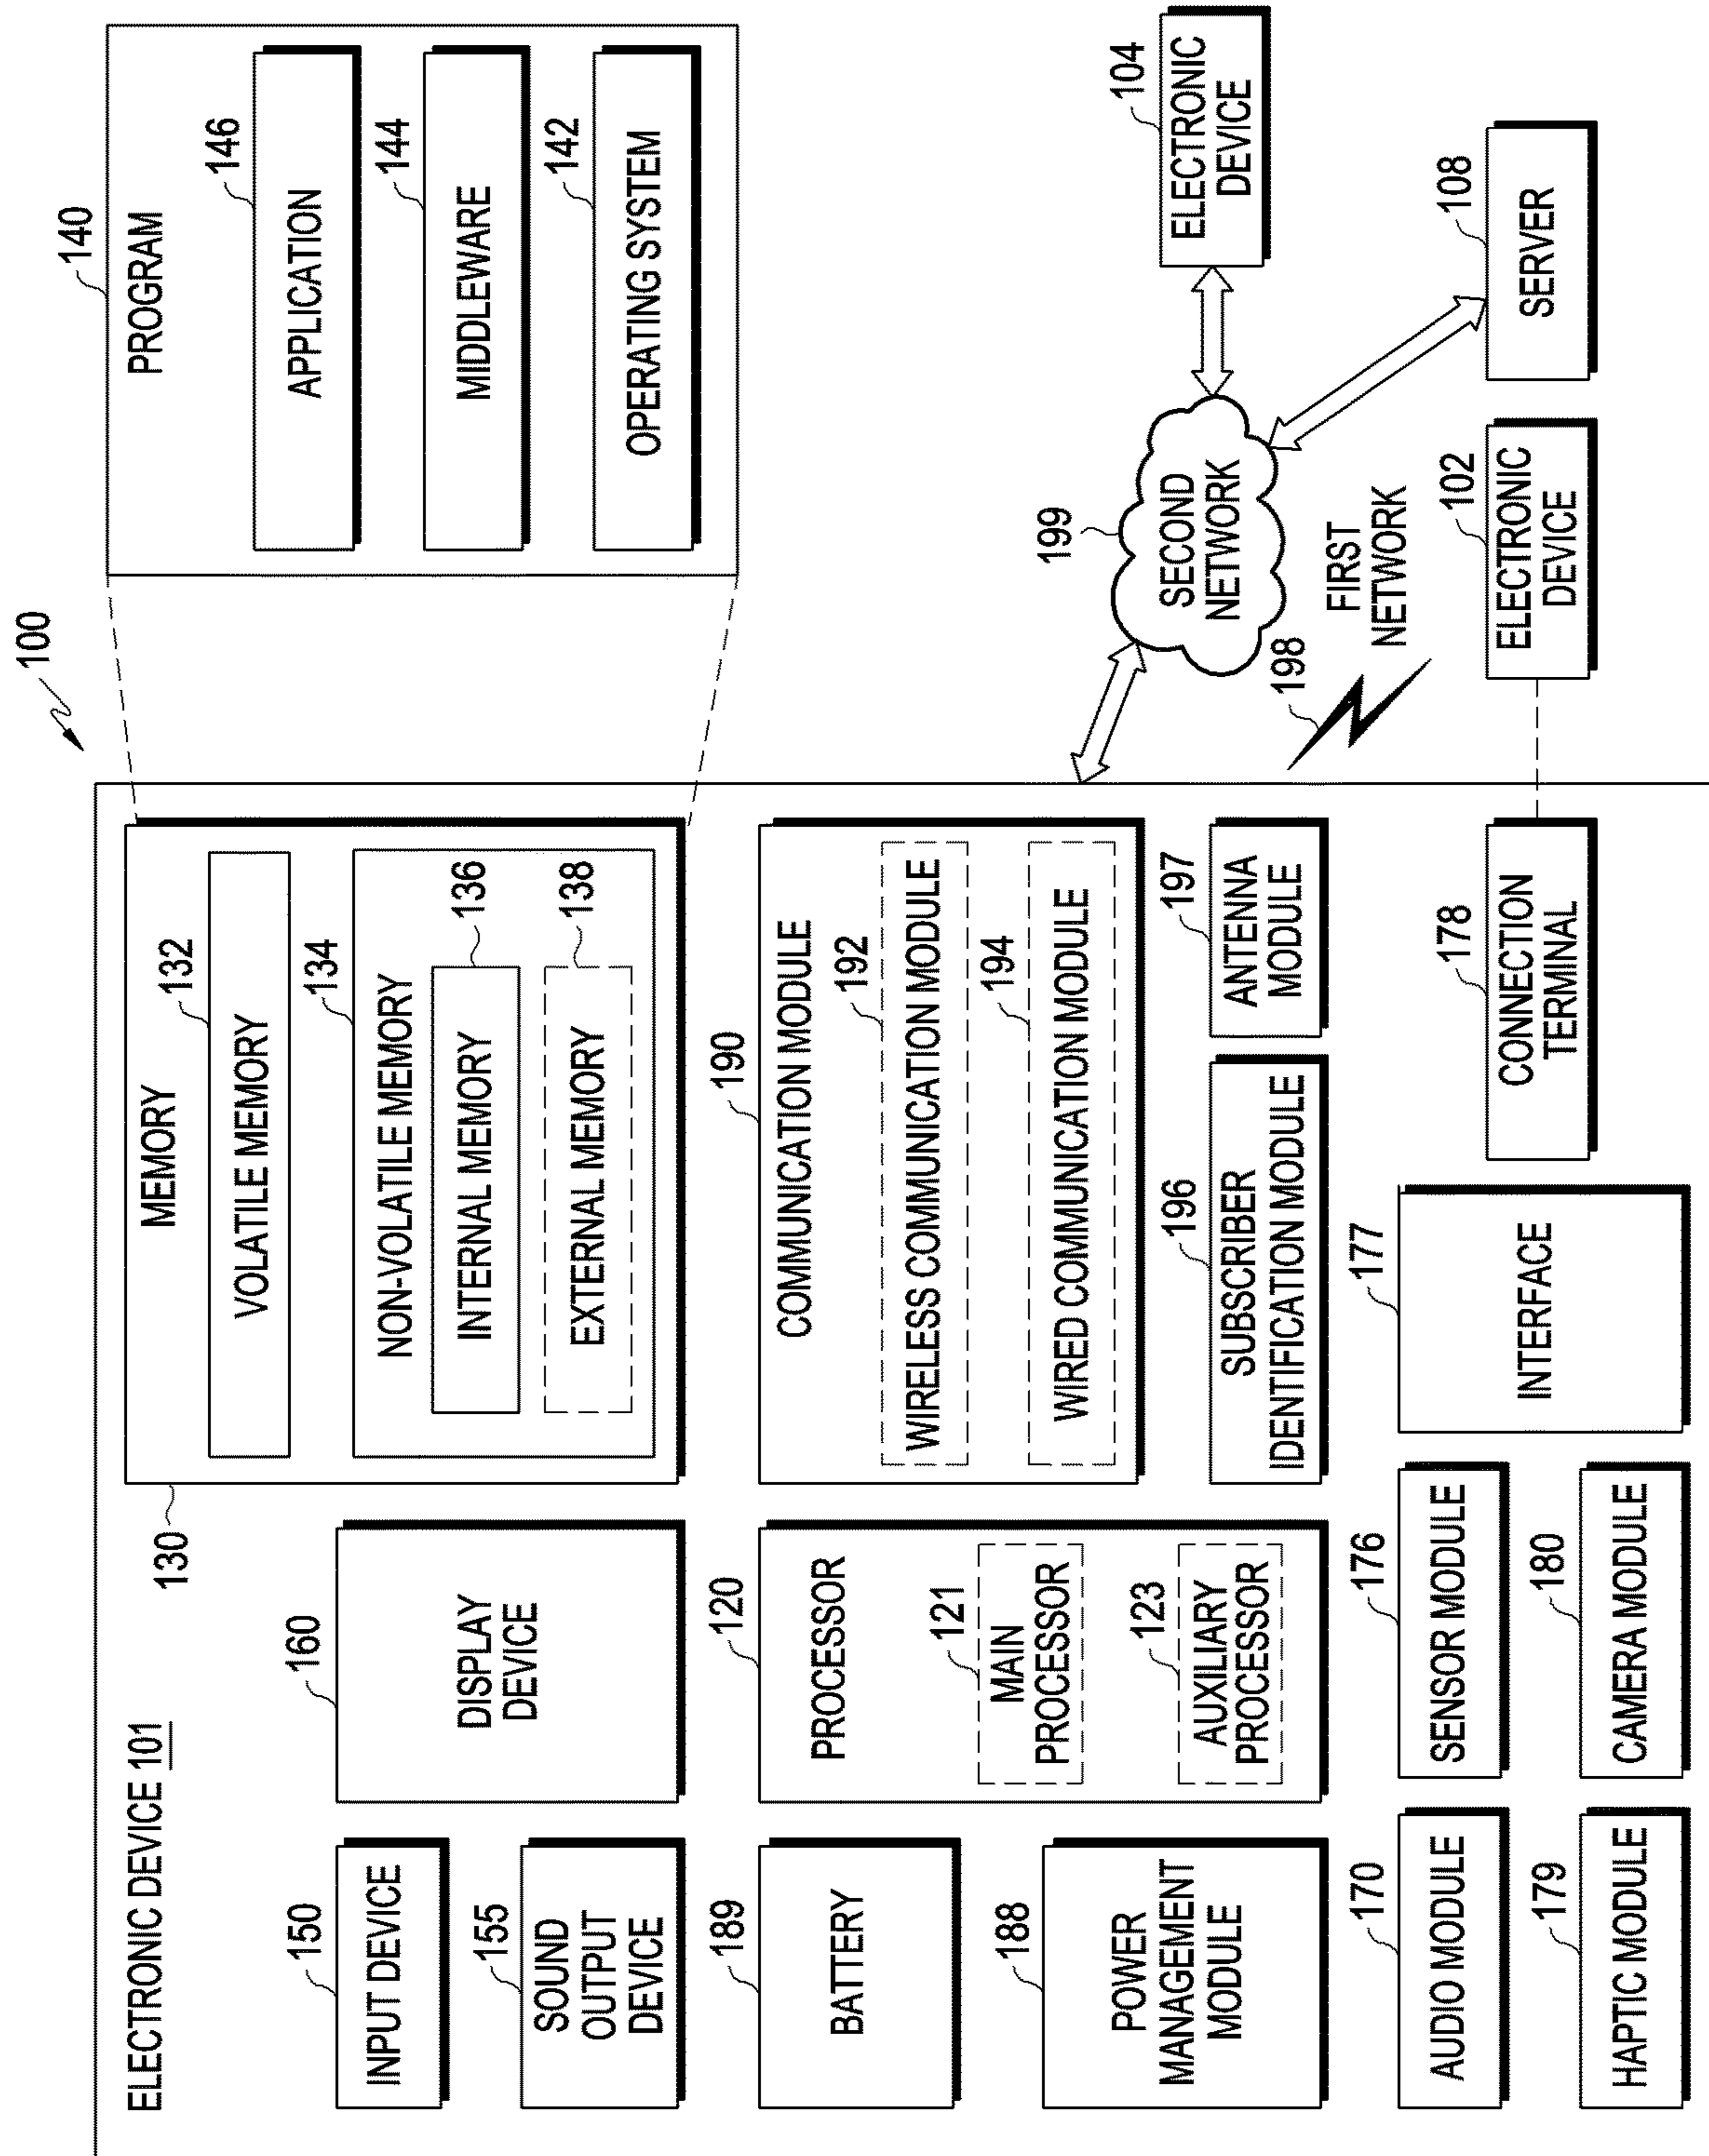 100
ELECTRONIC DEVICE 101
130
MEMORY
132
VOLATILE MEMORY
134
NON-VOLATILE MEMORY
136
INTERNAL MEMORY
138
EXTERNAL MEMORY
140
PROGRAM
146
APPLICATION
144
MIDDLEWARE
142
OPERATING SYSTEM
150
INPUT DEVICE
155
SOUND
OUTPUT
DEVICE
160
DISPLAY
DEVICE
189
BATTERY
188
POWER
MANAGEMENT
MODULE
120
PROCESSOR
121
MAIN
PROCESSOR
123
AUXILIARY
PROCESSOR
190
COMMUNICATION MODULE
192
WIRELESS COMMUNICATION MODULE
194
WIRED COMMUNICATION MODULE
196
SUBSCRIBER
IDENTIFICATION MODULE
197
ANTENNA
MODULE
199
SECOND
NETWORK
104
ELECTRONIC
DEVICE
198
FIRST
NETWORK
170
AUDIO MODULE
176
SENSOR MODULE
177
INTERFACE
178
CONNECTION
TERMINAL
102
ELECTRONIC
DEVICE
108
SERVER
179
HAPTIC MODULE
180
CAMERA MODULE